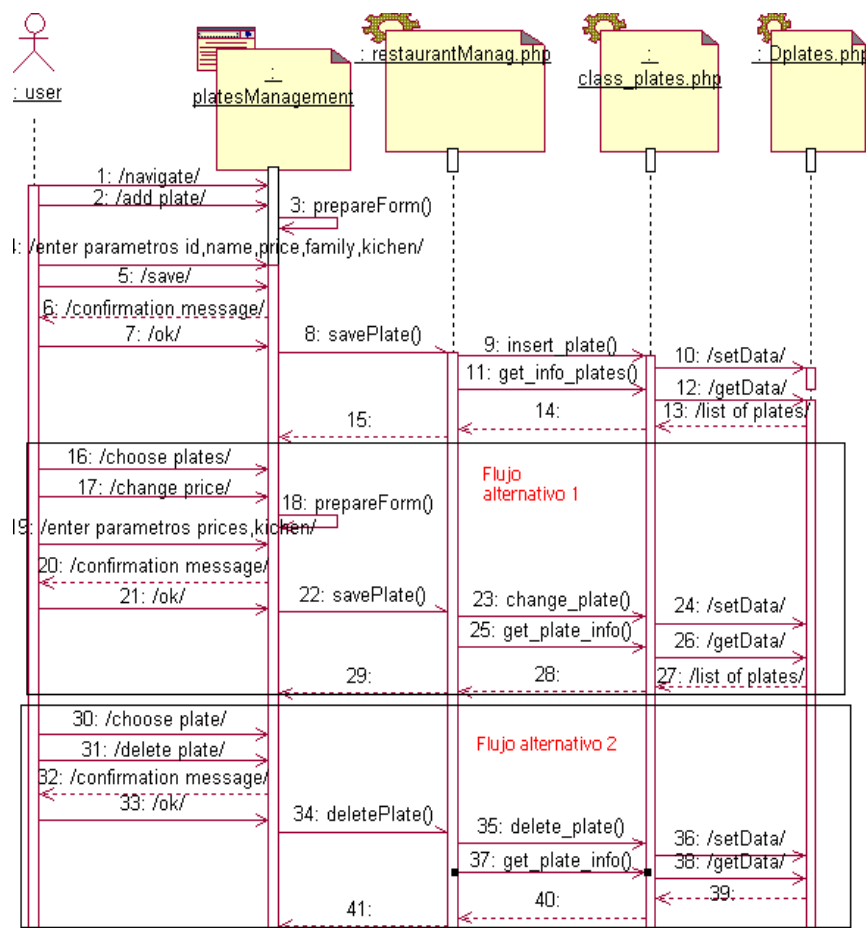 : user
:
platesManagement
: restaurantManag.php
:
class_plates.php
: Dplates.php
1: /navigate/
2: /add plate/
3: prepareForm()
4: /enter parametros id,name,price,family,kichen/
5: /save/
6: /confirmation message/
7: /ok/
8: savePlate()
9: insert_plate()
10: /setData/
11: get_info_plates()
12: /getData/
13: /list of plates/
14:
15:
16: /choose plates/
Flujo
alternativo 1
17: /change price/
18: prepareForm()
19: /enter parametros prices,kichen/
20: /confirmation message/
21: /ok/
22: savePlate()
23: change_plate()
24: /setData/
25: get_plate_info()
26: /getData/
27: /list of plates/
28:
29:
30: /choose plate/
31: /delete plate/
Flujo alternativo 2
32: /confirmation message/
33: /ok/
34: deletePlate()
35: delete_plate()
36: /setData/
37: get_plate_info()
38: /getData/
39:
40:
41: